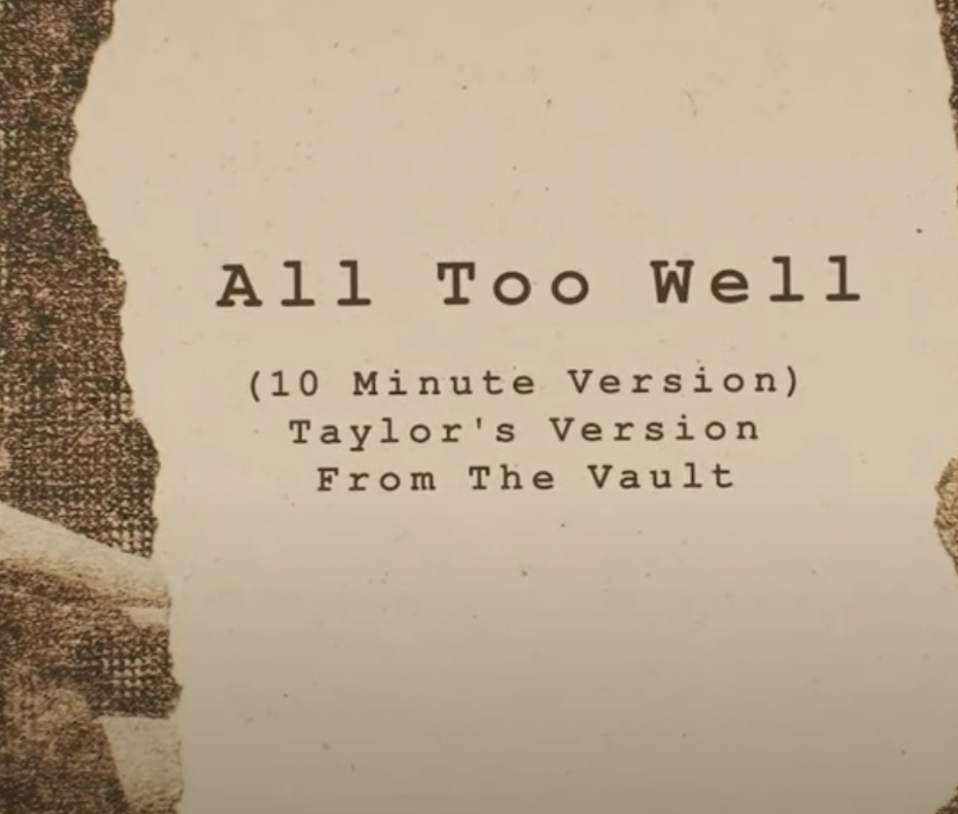 All Too Well
(10 Minute Version)
Taylor's Version
From The Vault